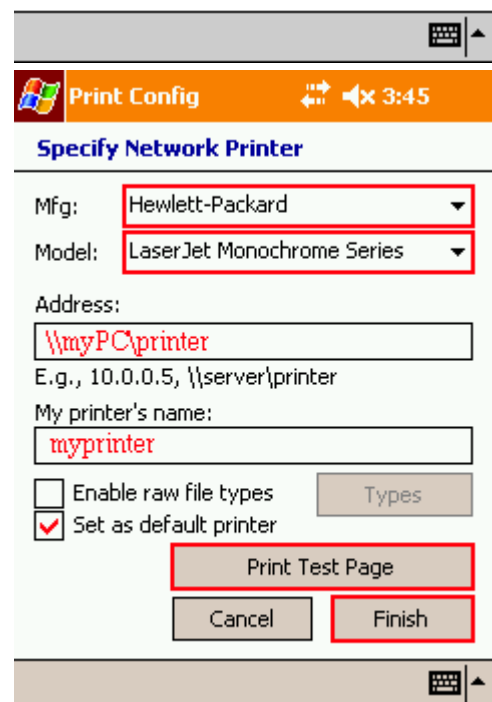 Print Config 3:45
Specify Network Printer
Mfg: Hewlett-Packard
Model: LaserJet Monochrome Series
Address:
\\myPC\printer
E.g., 10.0.0.5, \\server\printer
My printer's name:
myprinter
Enable raw file types Types
Set as default printer
Print Test Page
Cancel Finish